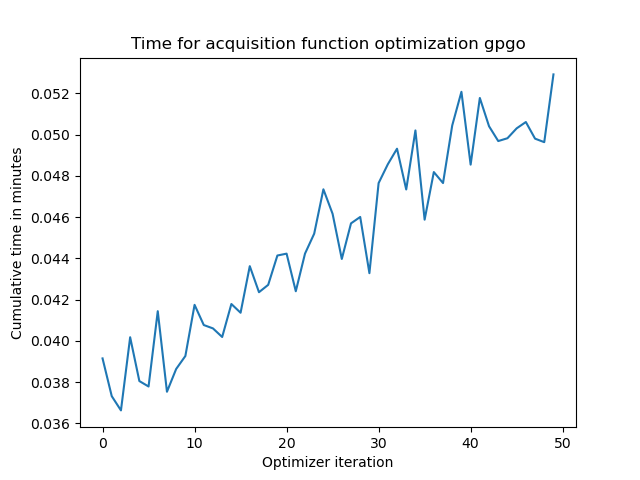 Time for acquisition function optimization gpgo
Cumulative time in minutes
0.052
0.050
0.048
0.046
0.044
0.042
0.040
0.038
0.036
0 10 20 30 40 50
Optimizer iteration